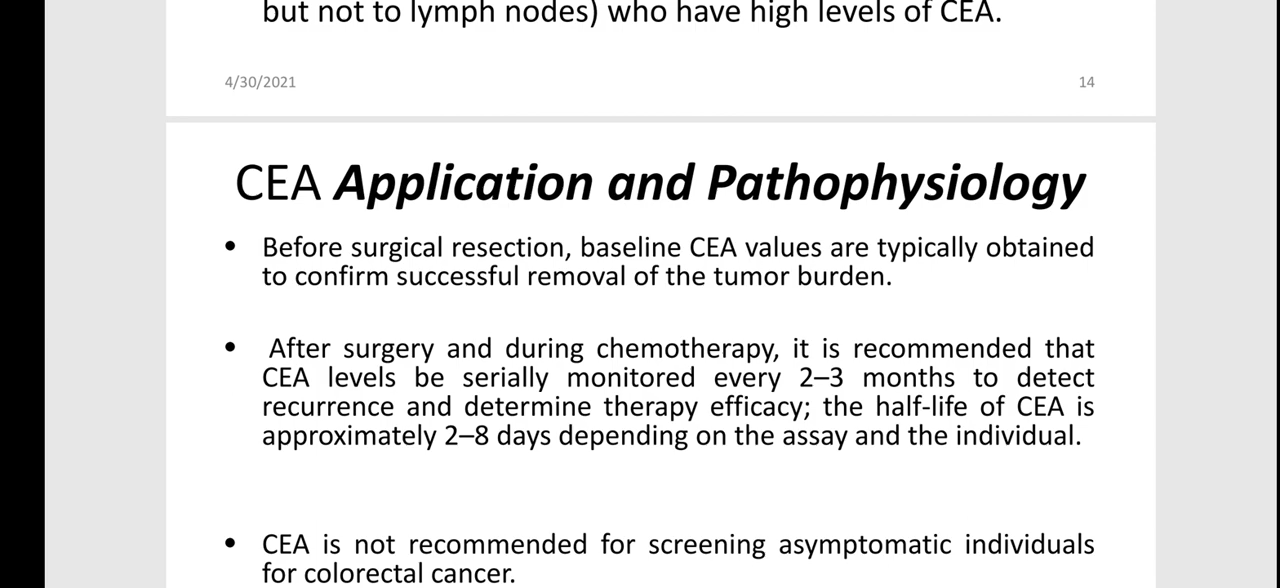 but not to lymph nodes) who have high levels of CEA.
4/30/2021
14
CEA Application and Pathophysiology
• Before surgical resection, baseline CEA values are typically obtained
to confirm successful removal of the tumor burden.
• After surgery and during chemotherapy, it is recommended that
CEA levels be serially monitored every 2–3 months to detect
recurrence and determine therapy efficacy; the half-life of CEA is
approximately 2–8 days depending on the assay and the individual.
• CEA is not recommended for screening asymptomatic individuals
for colorectal cancer.